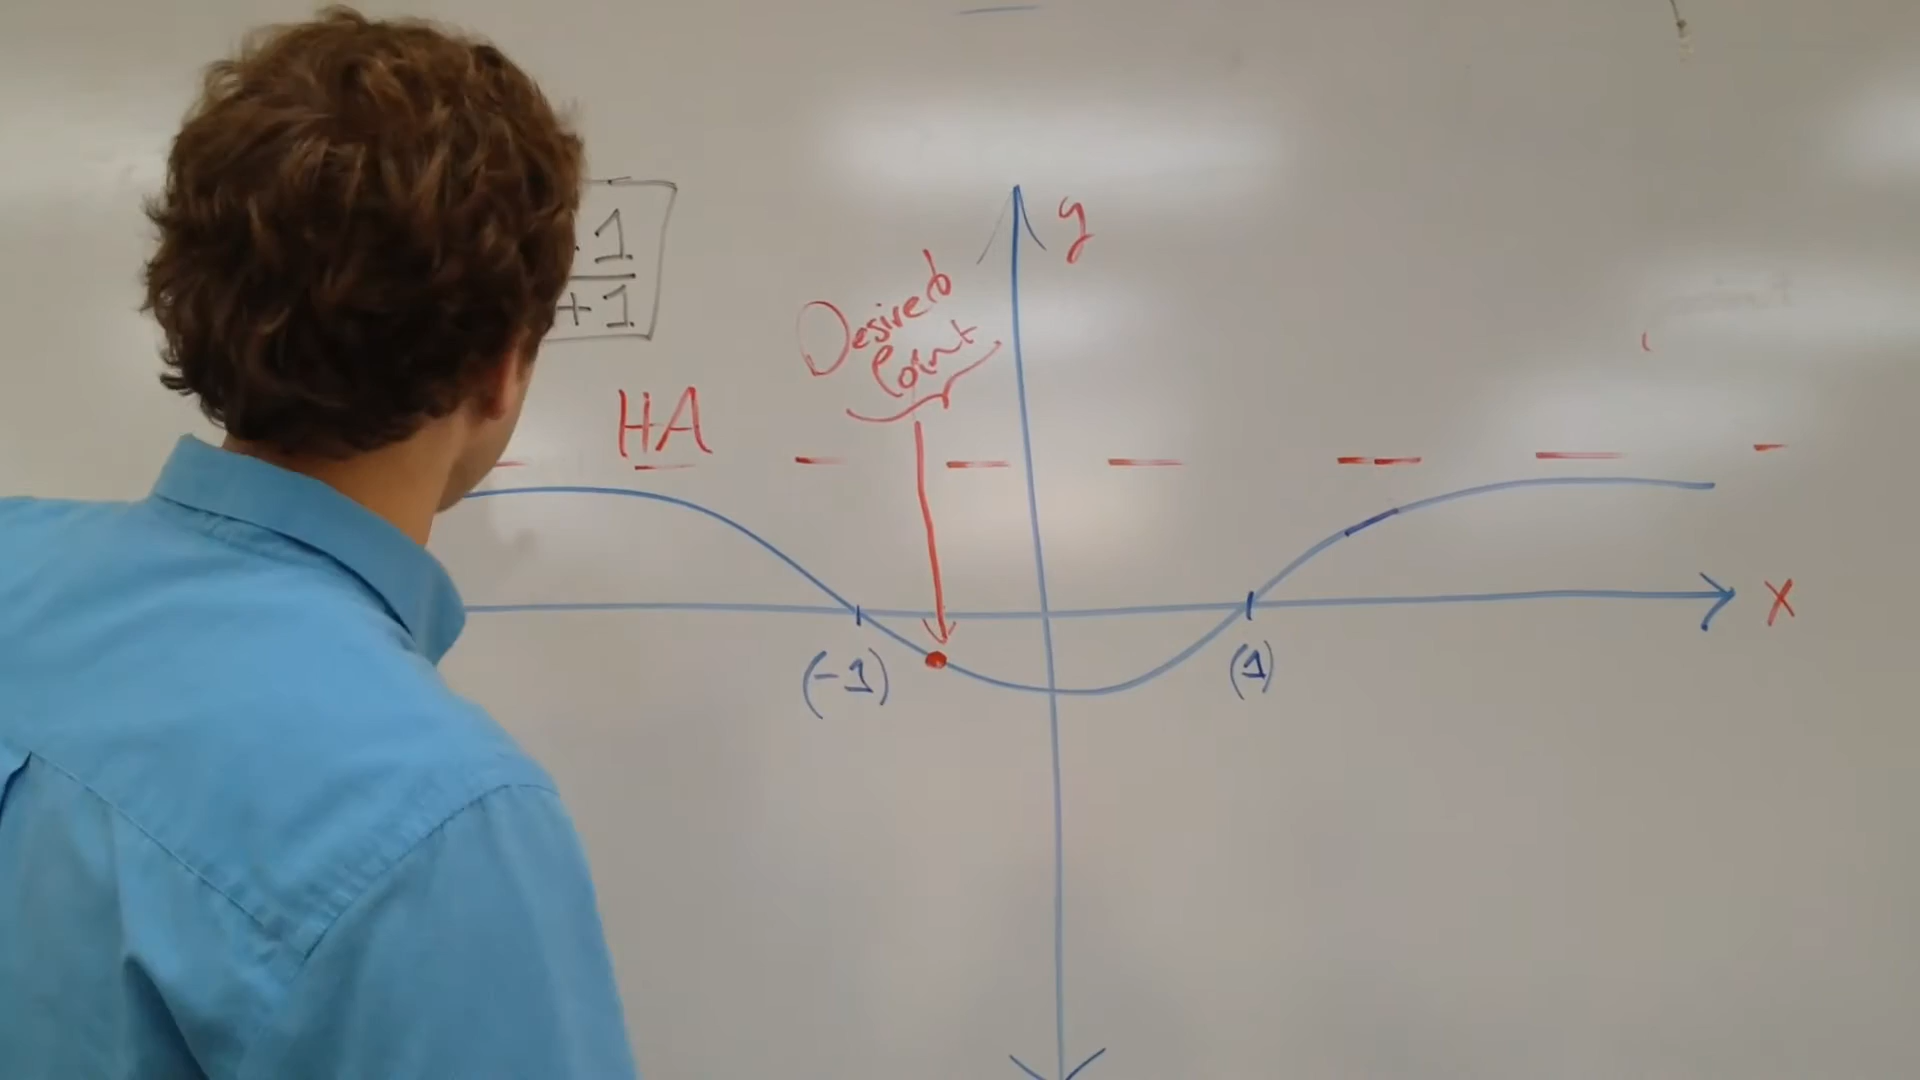 y
1
+1
Desired
Point
HA
X
(-1)
(1)